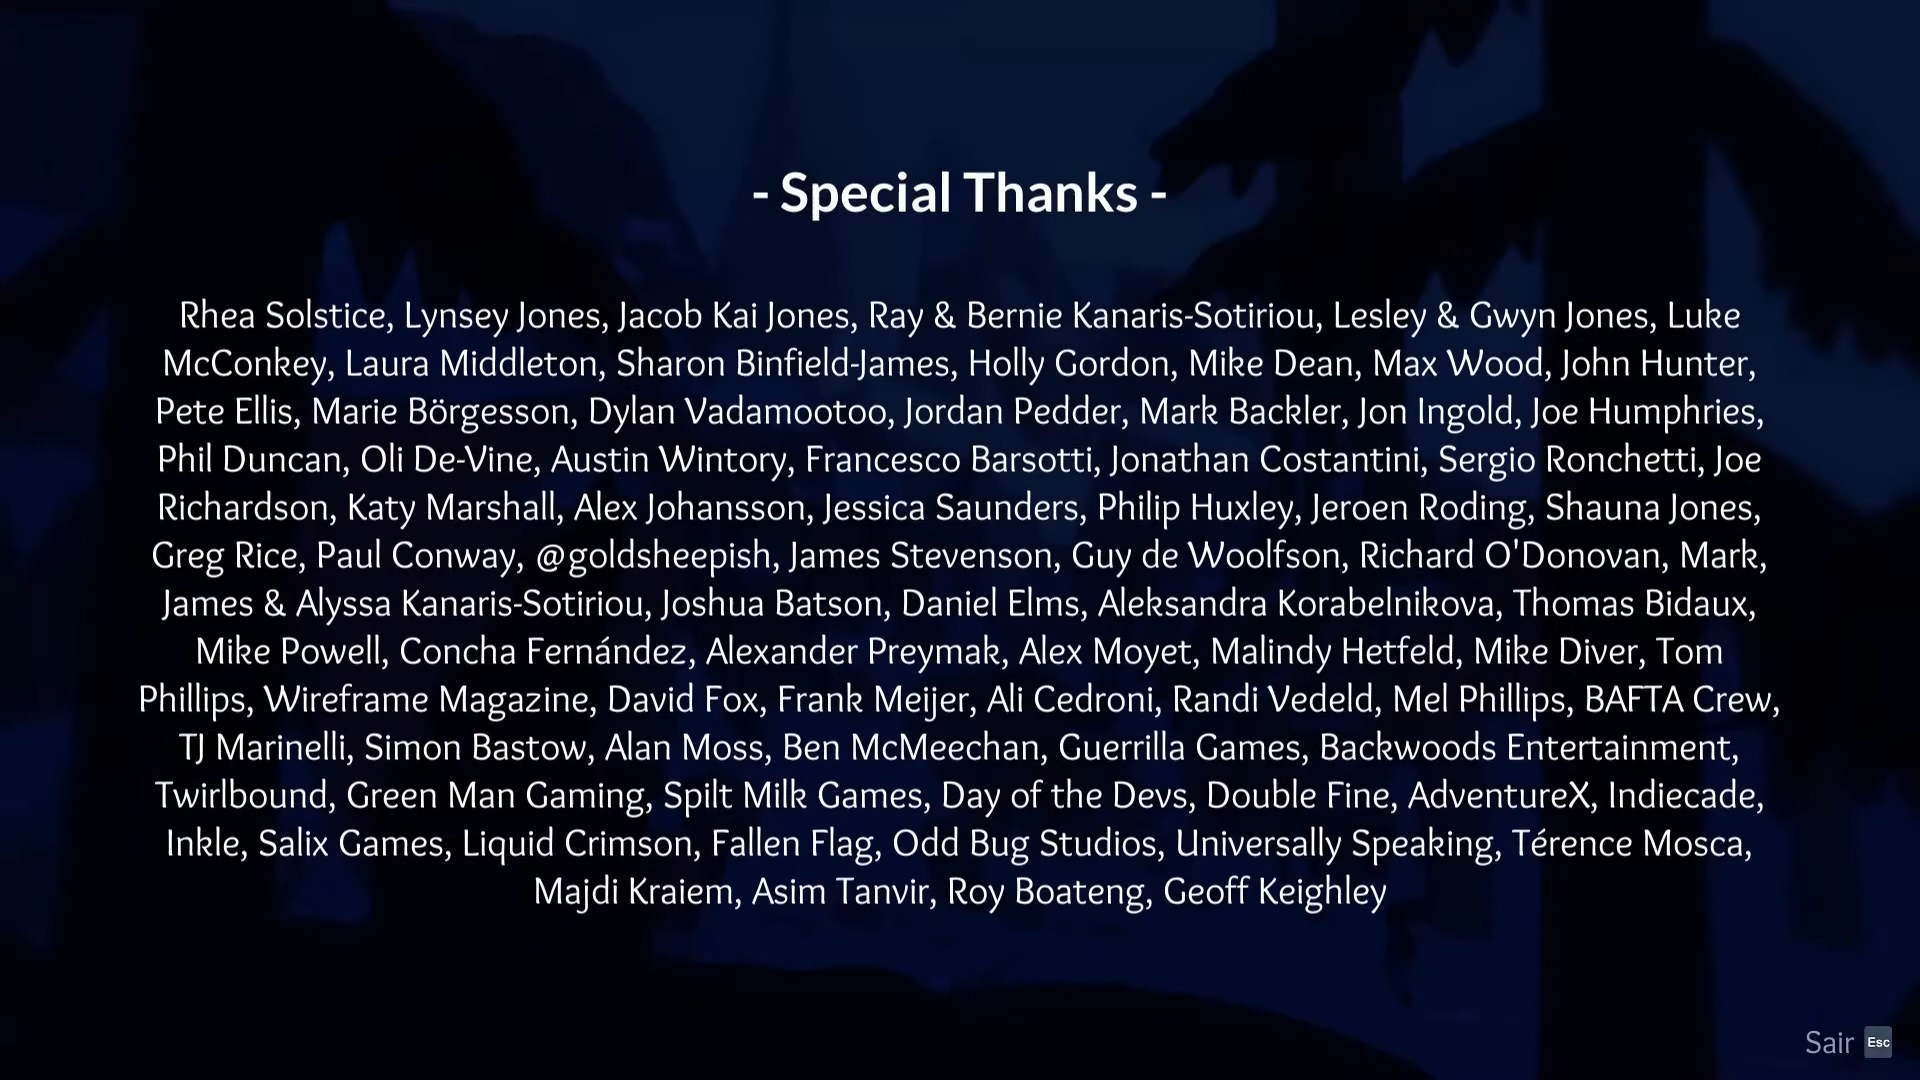 - Special Thanks -
Rhea Solstice, Lynsey Jones, Jacob Kai Jones, Ray & Bernie Kanaris-Sotiriou, Lesley & Gwyn Jones, Luke
McConkey, Laura Middleton, Sharon Binfield-James, Holly Gordon, Mike Dean, Max Wood, John Hunter,
Pete Ellis, Marie Börgesson, Dylan Vadamootoo, Jordan Pedder, Mark Backler, Jon Ingold, Joe Humphries,
Phil Duncan, Oli De-Vine, Austin Wintory, Francesco Barsotti, Jonathan Costantini, Sergio Ronchetti, Joe
Richardson, Katy Marshall, Alex Johansson, Jessica Saunders, Philip Huxley, Jeroen Roding, Shauna Jones,
Greg Rice, Paul Conway, @goldsheepish, James Stevenson, Guy de Woolfson, Richard O'Donovan, Mark,
James & Alyssa Kanaris-Sotiriou, Joshua Batson, Daniel Elms, Aleksandra Korabelnikova, Thomas Bidaux,
Mike Powell, Concha Fernández, Alexander Preymak, Alex Moyet, Malindy Hetfeld, Mike Diver, Tom
Phillips, Wireframe Magazine, David Fox, Frank Meijer, Ali Cedroni, Randi Vedeld, Mel Phillips, BAFTA Crew,
TJ Marinelli, Simon Bastow, Alan Moss, Ben McMeechan, Guerrilla Games, Backwoods Entertainment,
Twirlbound, Green Man Gaming, Spilt Milk Games, Day of the Devs, Double Fine, AdventureX, Indiecade,
Inkle, Salix Games, Liquid Crimson, Fallen Flag, Odd Bug Studios, Universally Speaking, Térence Mosca,
Majdi Kraiem, Asim Tanvir, Roy Boateng, Geoff Keighley
Sair Esc